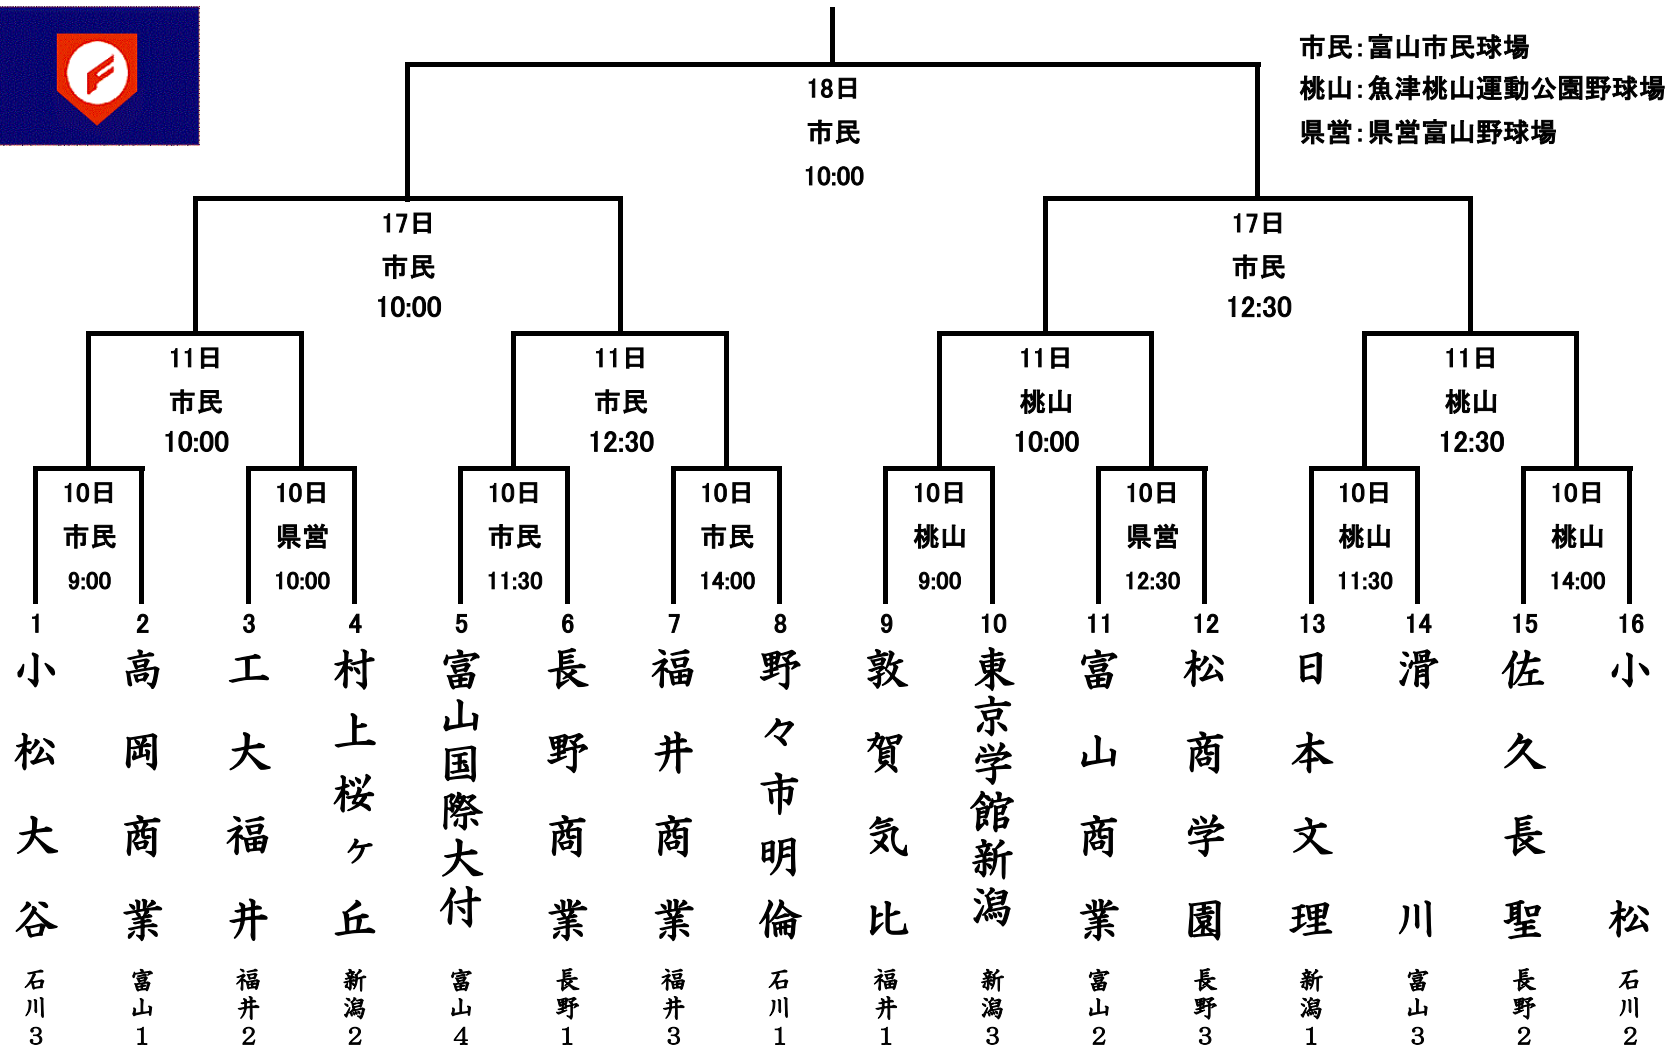 市民：富山市民球場
桃山：魚津桃山運動公園野球場
県営：県営富山野球場
F
18日
市民
10:00
17日
市民
10:00
17日
市民
12:30
11日
市民
10:00
11日
市民
12:30
11日
桃山
10:00
11日
桃山
12:30
10日
市民
9:00
10日
県営
10:00
10日
市民
11:30
10日
市民
14:00
10日
桃山
9:00
10日
県営
12:30
10日
桃山
11:30
10日
桃山
14:00
1
小松大谷
石川3
2
高岡商業
富山1
3
工大福井
福井2
4
村上桜ヶ丘
新潟2
5
富山国際大付
富山4
6
長野商業
長野1
7
福井商業
福井3
8
野々市明倫
石川1
9
敦賀気比
福井1
10
東京学館新潟
新潟3
11
富山商業
富山2
12
松商学園
長野3
13
日本文理
新潟1
14
滑川
富山3
15
佐久長聖
長野2
16
小松
石川2